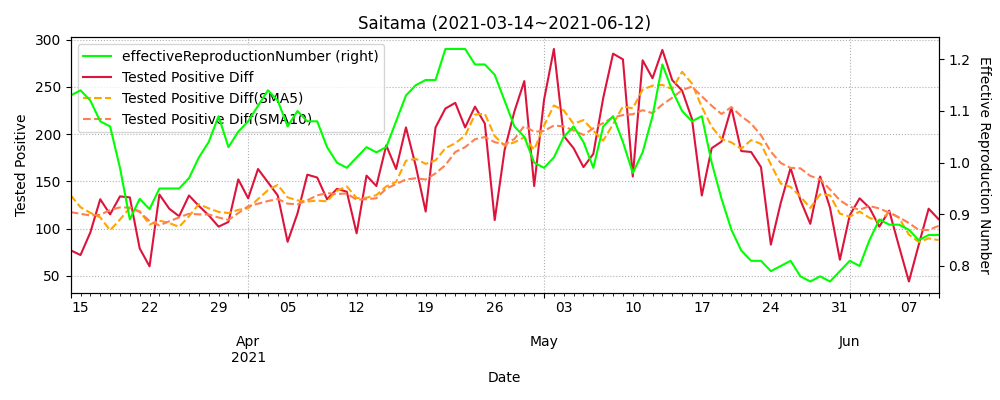 Saitama (2021-03-14~2021-06-12)
effectiveReproductionNumber (right)
Tested Positive Diff
Tested Positive Diff(SMA5)
Tested Positive Diff(SMA10)
Tested Positive
300
250
200
150
100
50
1.2
1.1
1.0
0.9
0.8
Effective Reproduction Number
15 22 29 05 12 19 26 03 10 17 24 31 07
Apr May Jun
2021
Date